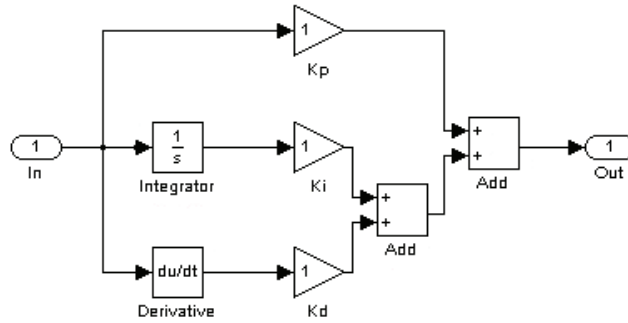 1
Kp
1
In
1
s
Integrator
1
Ki
+
+
Add
1
Out
+
+
Add
du/dt
Derivative
1
Kd